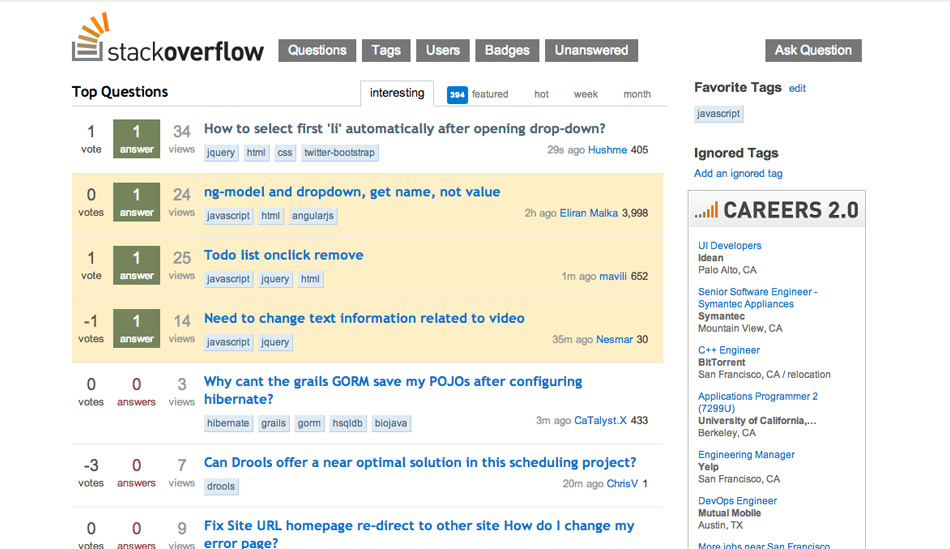 stackoverflow
Questions Tags Users Badges Unanswered Ask Question
Top Questions
interesting 394 featured hot week month
1 vote 1 answer 34 views
How to select first 'li' automatically after opening drop-down?
jquery html css twitter-bootstrap
29s ago Hushme 405
0 votes 1 answer 24 views
ng-model and dropdown, get name, not value
javascript html angularjs
2h ago Eliran Malka 3,998
1 vote 1 answer 25 views
Todo list onclick remove
javascript jquery html
1m ago mavili 652
-1 votes 1 answer 14 views
Need to change text information related to video
javascript jquery
35m ago Nesmar 30
0 votes 0 answers 3 views
Why cant the grails GORM save my POJOs after configuring
hibernate?
hibernate grails gorm hsqldb biojava
3m ago CaTalyst.X 433
-3 votes 0 answers 7 views
Can Drools offer a near optimal solution in this scheduling project?
drools
20m ago ChrisV 1
0 votes 0 answers 9 views
Fix Site URL homepage re-direct to other site How do I change my
error page?
Favorite Tags edit
javascript
Ignored Tags
Add an ignored tag
CAREERS 2.0
UI Developers
Idean
Palo Alto, CA
Senior Software Engineer -
Symantec Appliances
Symantec
Mountain View, CA
C++ Engineer
BitTorrent
San Francisco, CA / relocation
Applications Programmer 2
(7299U)
University of California,...
Berkeley, CA
Engineering Manager
Yelp
San Francisco, CA
DevOps Engineer
Mutual Mobile
Austin, TX
More jobs near San Francisco